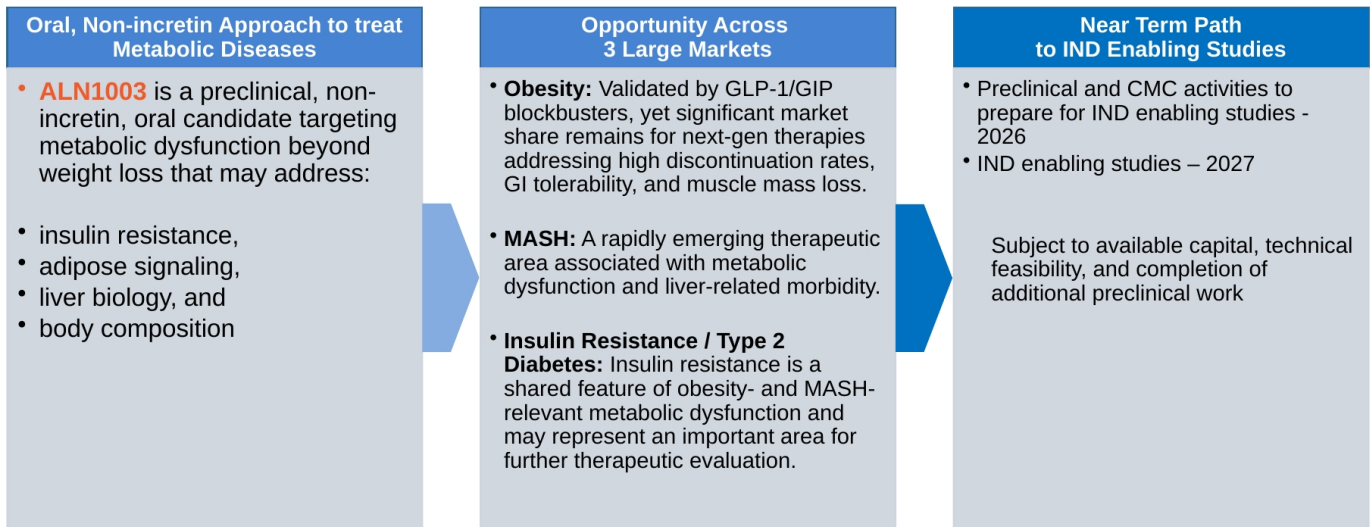 Oral, Non-incretin Approach to treat
Metabolic Diseases
• ALN1003 is a preclinical, non-
incretin, oral candidate targeting
metabolic dysfunction beyond
weight loss that may address:
• insulin resistance,
• adipose signaling,
• liver biology, and
• body composition
Opportunity Across
3 Large Markets
• Obesity: Validated by GLP-1/GIP
blockbusters, yet significant market
share remains for next-gen therapies
addressing high discontinuation rates,
GI tolerability, and muscle mass loss.
• MASH: A rapidly emerging therapeutic
area associated with metabolic
dysfunction and liver-related morbidity.
• Insulin Resistance / Type 2
Diabetes: Insulin resistance is a
shared feature of obesity- and MASH-
relevant metabolic dysfunction and
may represent an important area for
further therapeutic evaluation.
Near Term Path
to IND Enabling Studies
• Preclinical and CMC activities to
prepare for IND enabling studies -
2026
• IND enabling studies – 2027
Subject to available capital, technical
feasibility, and completion of
additional preclinical work